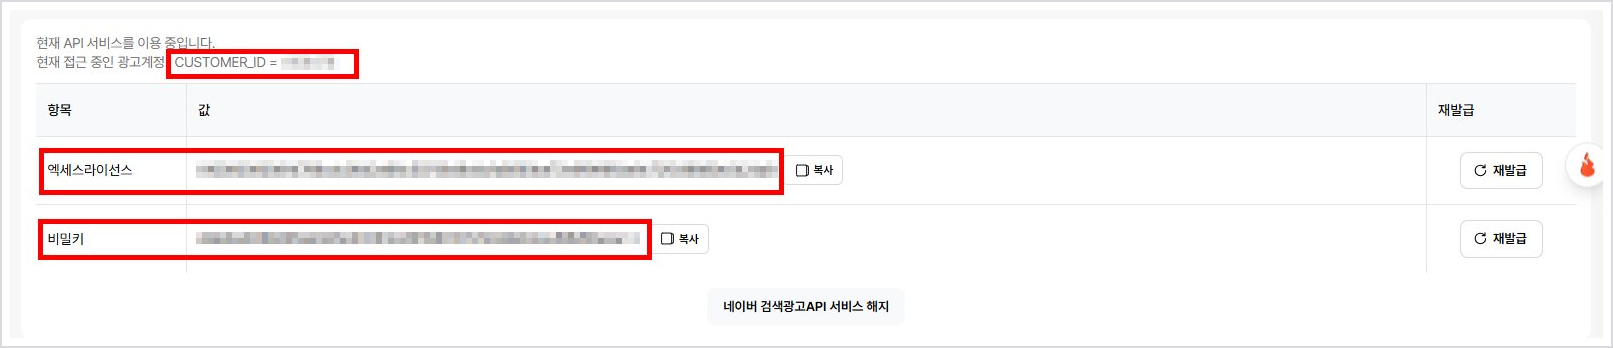 현재 API 서비스를 이용 중입니다.
현재 접근 중인 광고계정 CUSTOMER_ID =
항목 값 재발급
엑세스라이선스 복사 재발급
비밀키 복사 재발급
네이버 검색광고API 서비스 해지